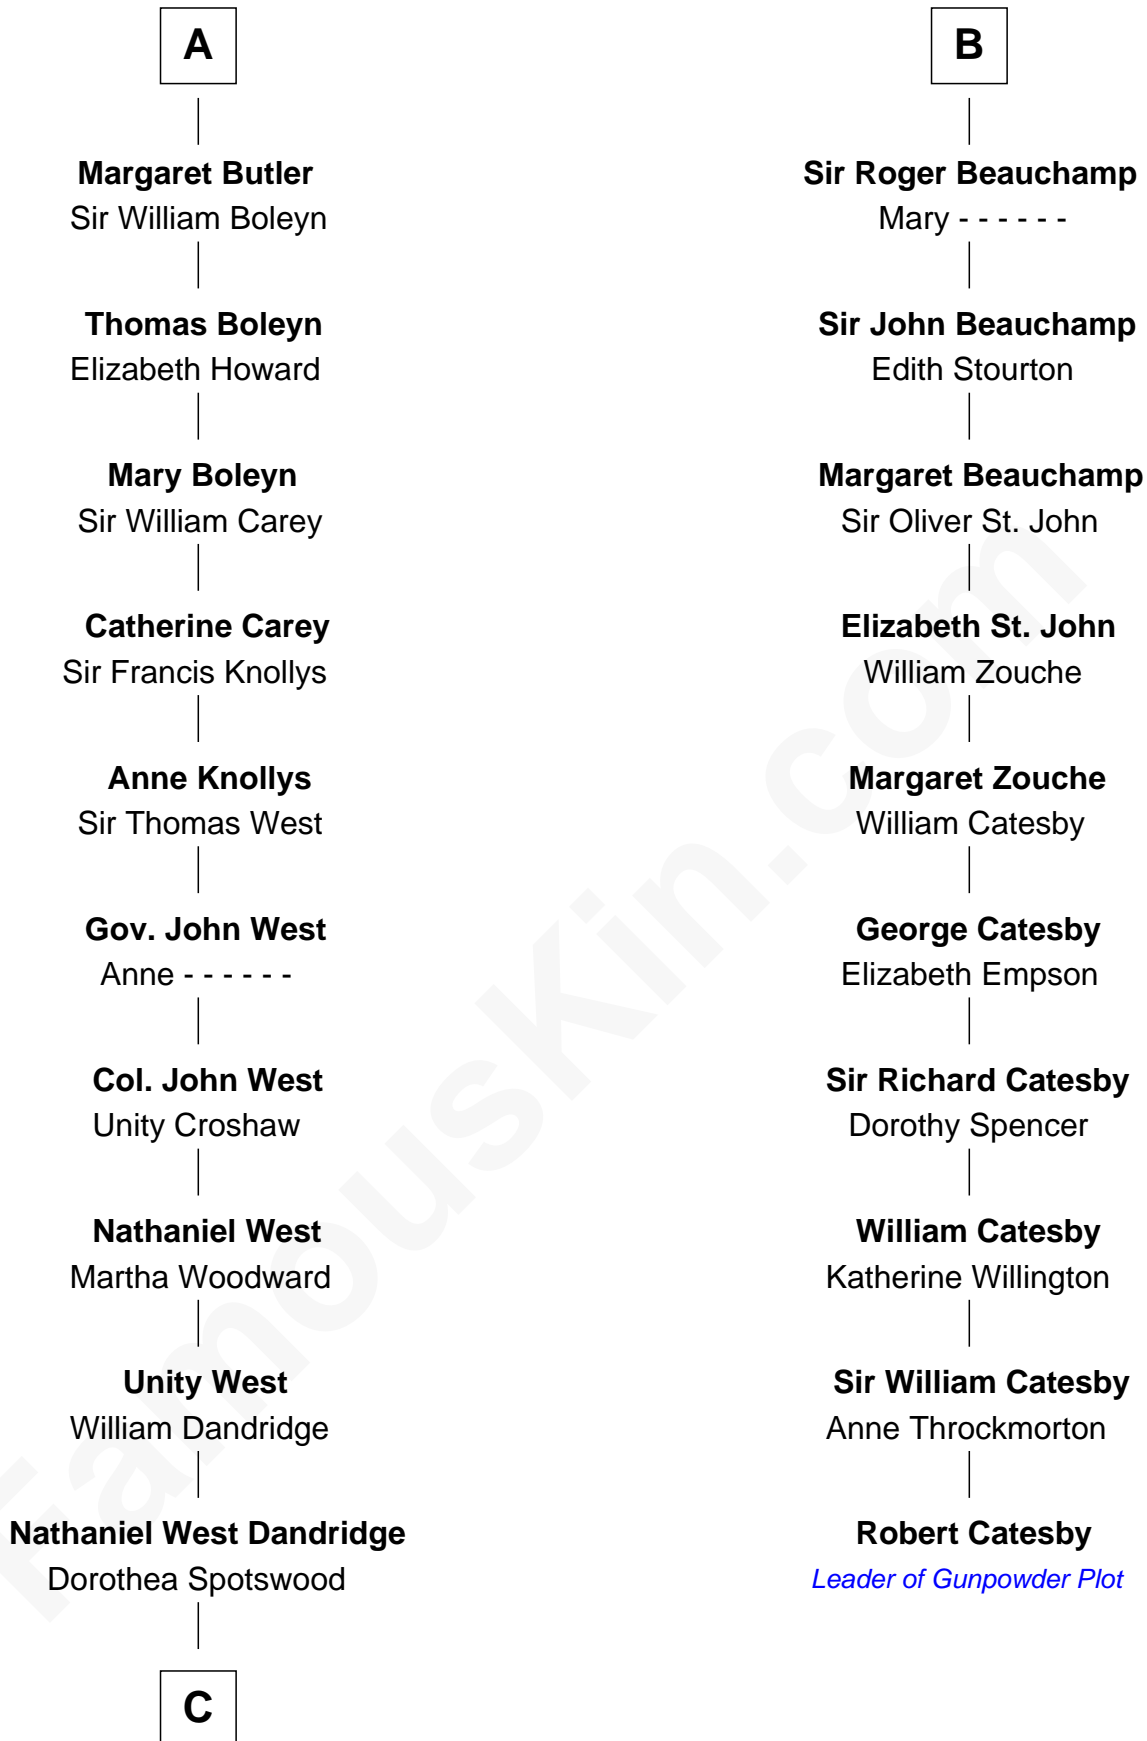 A
Margaret Butler
Sir William Boleyn
Thomas Boleyn
Elizabeth Howard
Mary Boleyn
Sir William Carey
Catherine Carey
Sir Francis Knollys
Anne Knollys
Sir Thomas West
Gov. John West
Anne - - - - - -
Col. John West
Unity Croshaw
Nathaniel West
Martha Woodward
Unity West
William Dandridge
Nathaniel West Dandridge
Dorothea Spotswood
C
B
Sir Roger Beauchamp
Mary - - - - - -
Sir John Beauchamp
Edith Stourton
Margaret Beauchamp
Sir Oliver St. John
Elizabeth St. John
William Zouche
Margaret Zouche
William Catesby
George Catesby
Elizabeth Empson
Sir Richard Catesby
Dorothy Spencer
William Catesby
Katherine Willington
Sir William Catesby
Anne Throckmorton
Robert Catesby
Leader of Gunpowder Plot
FamousKin.com